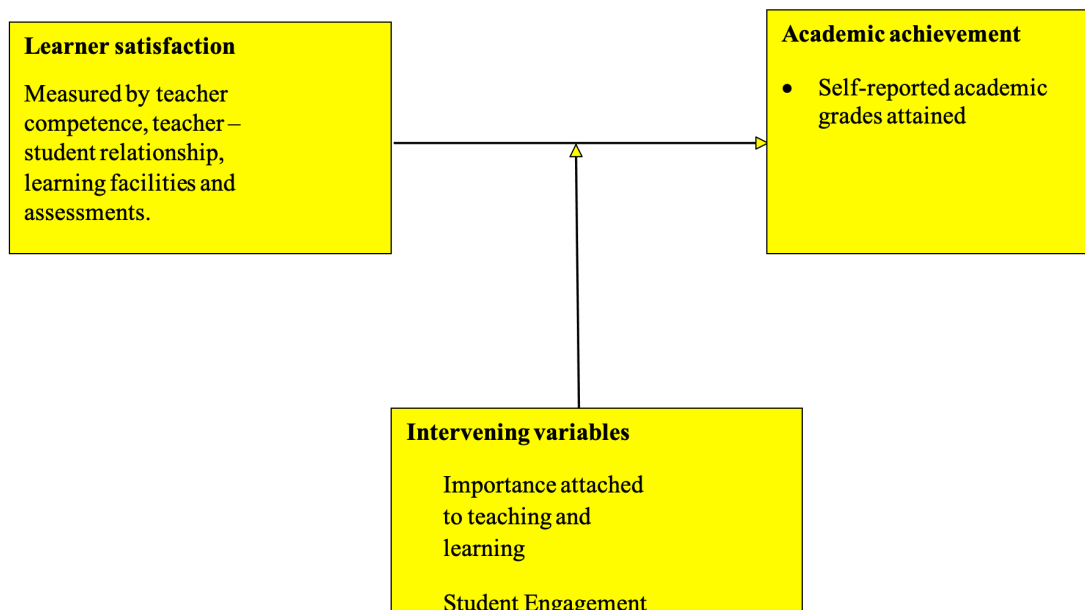 Learner satisfaction
Measured by teacher
competence, teacher –
student relationship,
learning facilities and
assessments.
Academic achievement
• Self-reported academic
grades attained
Intervening variables
Importance attached
to teaching and
learning
Student Engagement